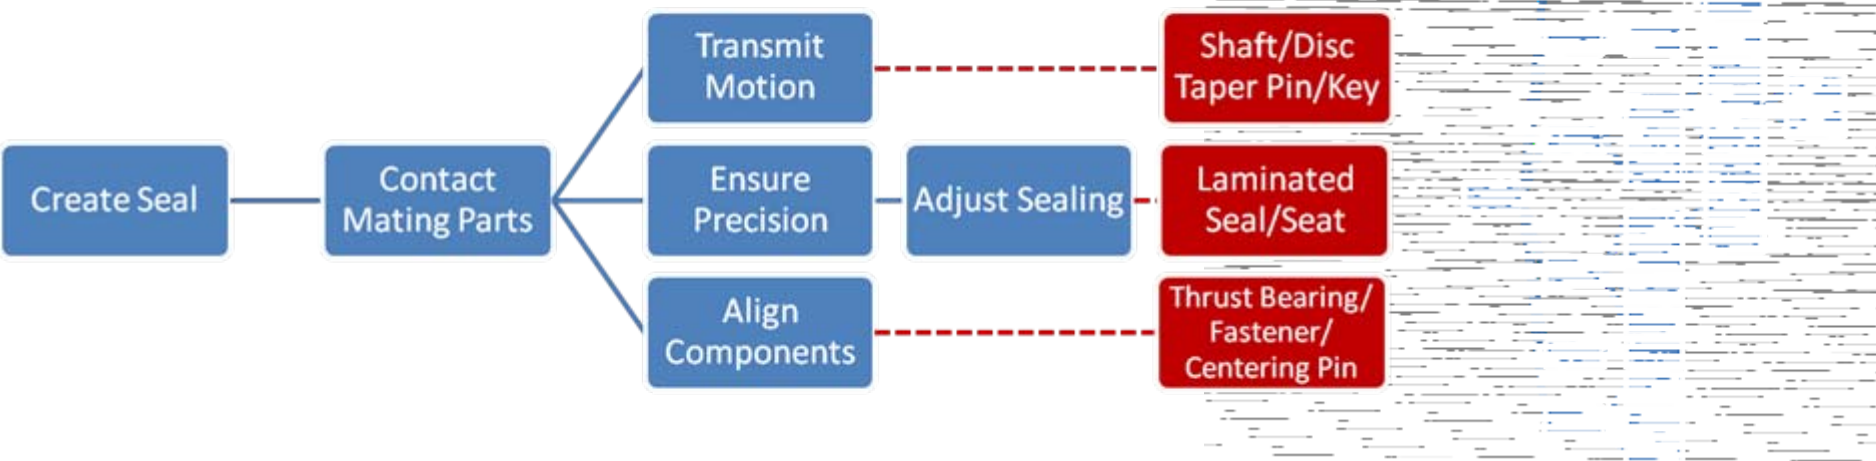 Create Seal
Contact
Mating Parts
Transmit
Motion
Shaft/Disc
Taper Pin/Key
Ensure
Precision
Adjust Sealing
Laminated
Seal/Seat
Align
Components
Thrust Bearing/
Fastener/
Centering Pin